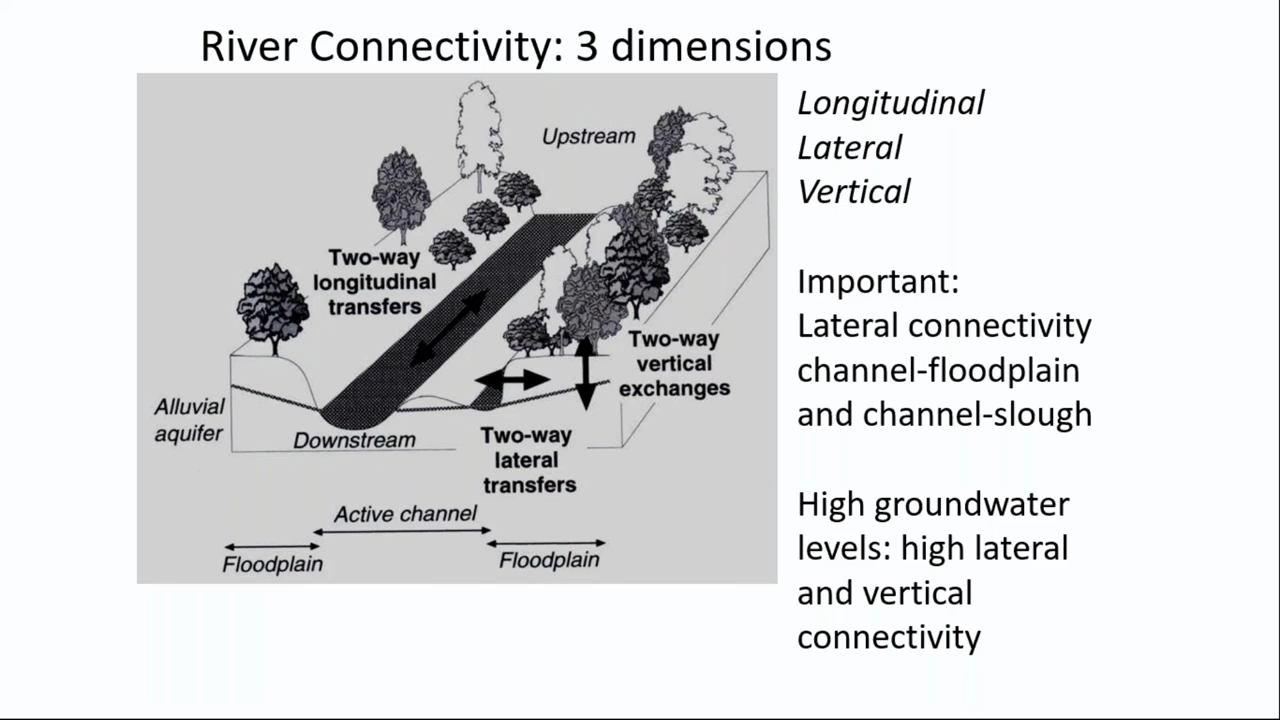 River Connectivity: 3 dimensions
Longitudinal
Lateral
Vertical
Important:
Lateral connectivity
channel-floodplain
and channel-slough
High groundwater
levels: high lateral
and vertical
connectivity
Upstream
Two-way
longitudinal
transfers
Two-way
vertical
exchanges
Alluvial
aquifer
Downstream
Two-way
lateral
transfers
Active channel
Floodplain
Floodplain